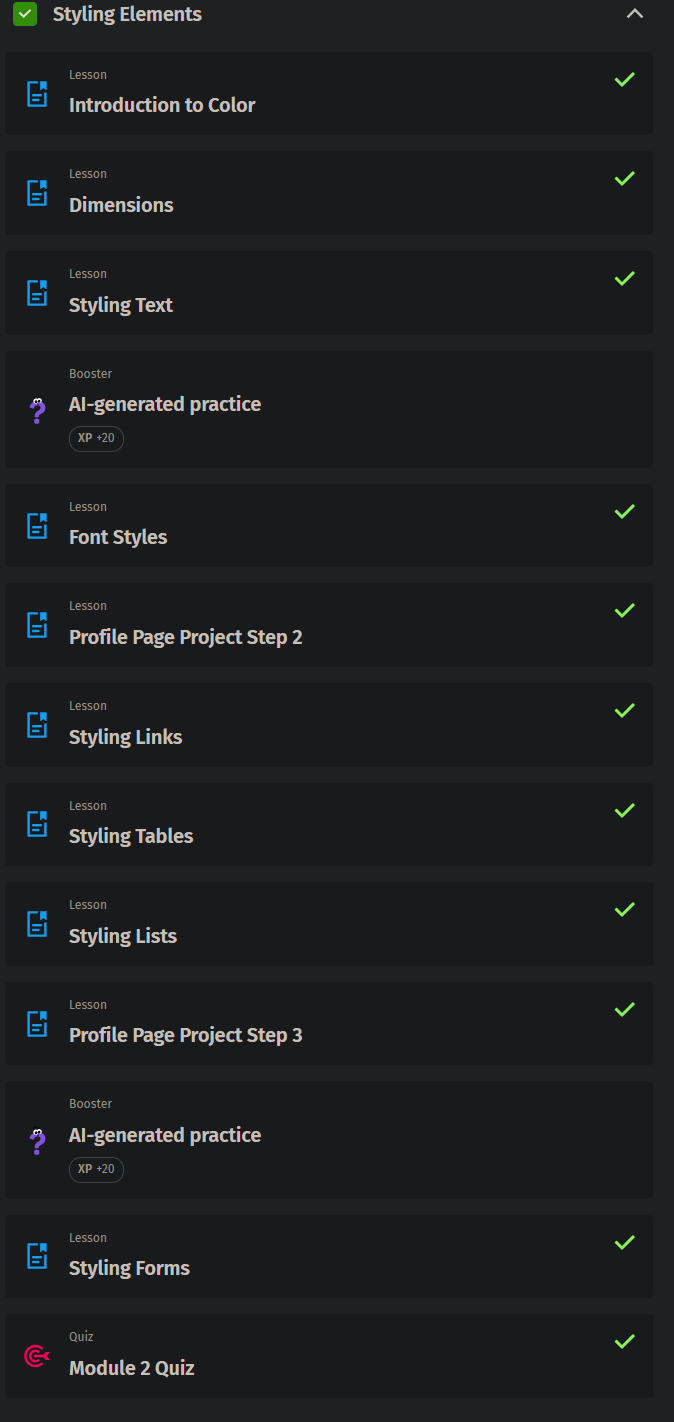 Styling Elements
Lesson
Introduction to Color
Lesson
Dimensions
Lesson
Styling Text
Booster
AI-generated practice
XP +20
Lesson
Font Styles
Lesson
Profile Page Project Step 2
Lesson
Styling Links
Lesson
Styling Tables
Lesson
Styling Lists
Lesson
Profile Page Project Step 3
Booster
AI-generated practice
XP +20
Lesson
Styling Forms
Quiz
Module 2 Quiz